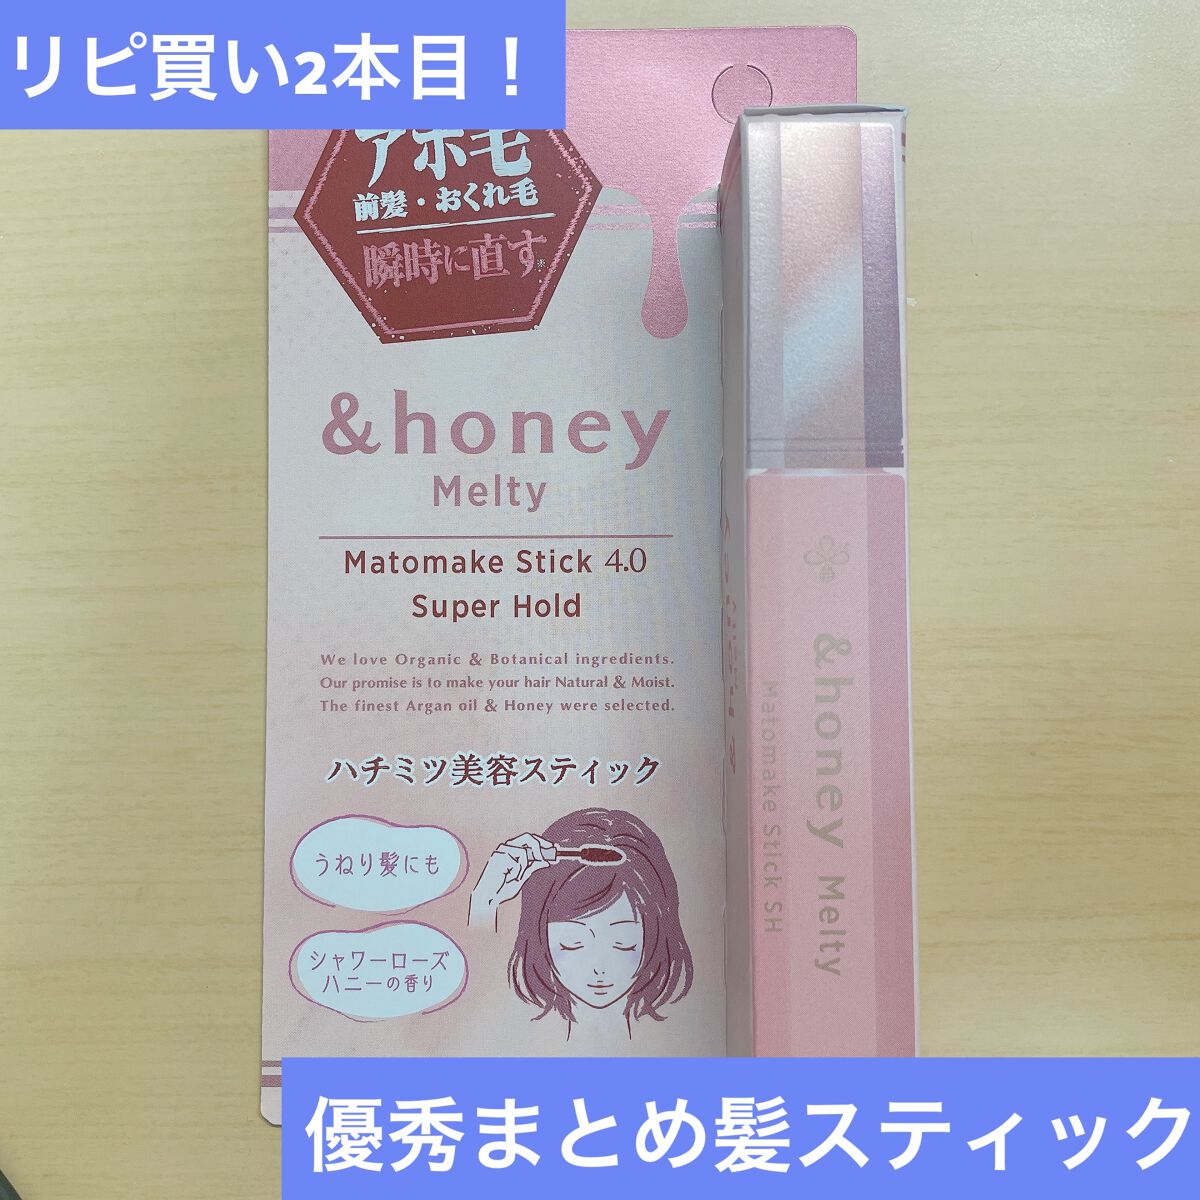 リピ買い2本目！
アホ毛
前髪・おくれ毛
瞬時に直す※
&honey
Melty
Matomake Stick 4.0
Super Hold
We love Organic & Botanical ingredients.
Our promise is to make your hair Natural & Moist.
The finest Argan oil & Honey were selected.
ハチミツ美容スティック
うねり髪にも
シャワーローズ
ハニーの香り
&honey Melty
Matomake Stick SH
優秀まとめ髪スティック